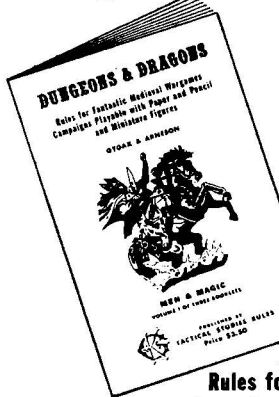 DUNGEONS & DRAGONS
Rules for Fantastic Medieval Wargames
Campaigns Playable with Paper and Pencil
and Miniature Figures
GYGAX & ARNESON
MEN & MAGIC
VOLUME 1 OF THREE BOOKLETS
PUBLISHED BY
TACTICAL STUDIES RULES
Price $3.50
Rules fo